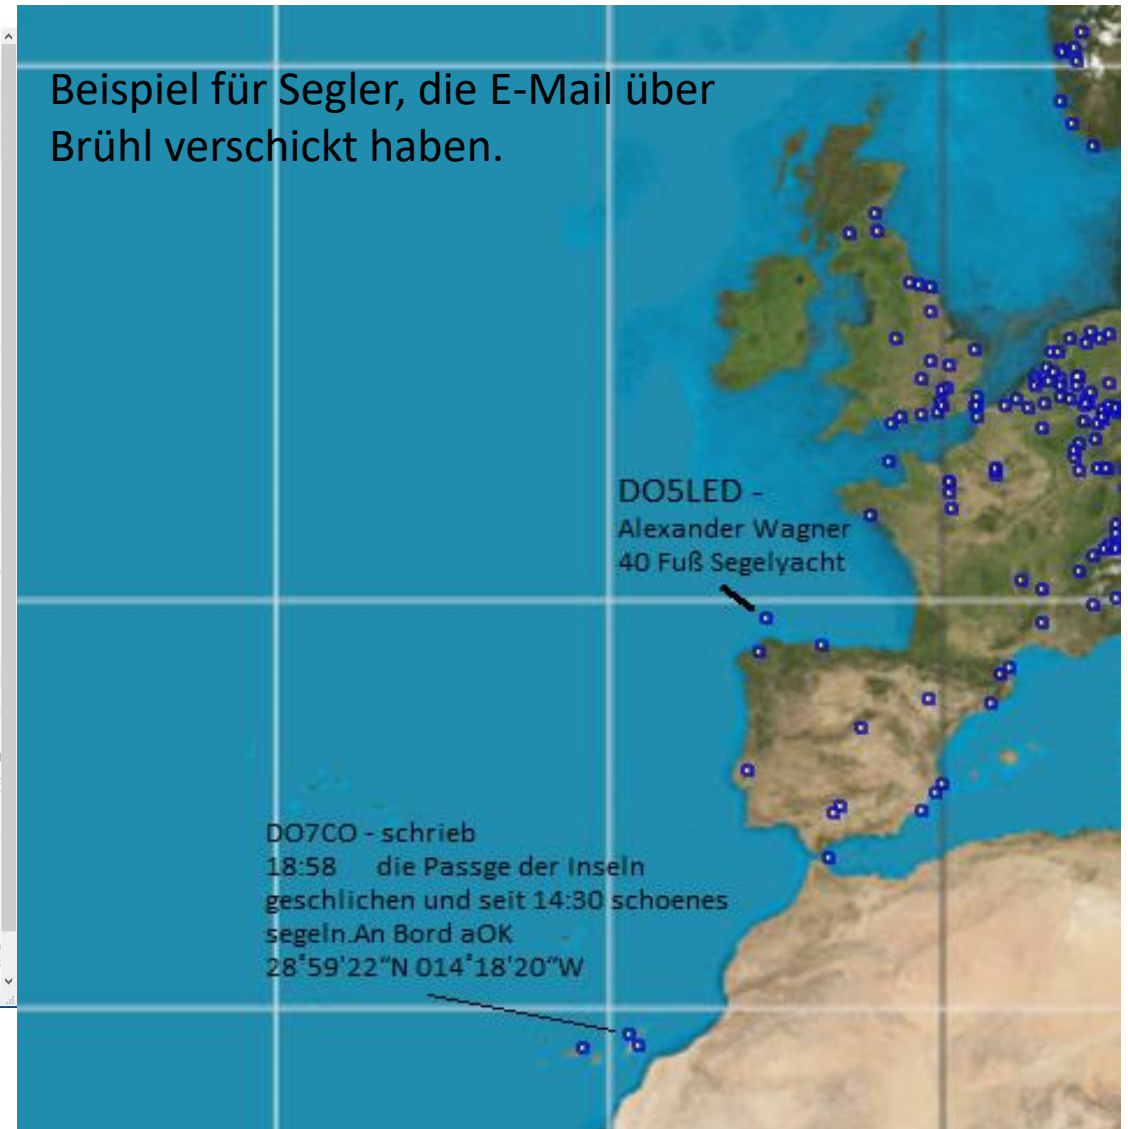 Beispiel für Segler, die E-Mail über
Brühl verschickt haben.
DO5LED -
Alexander Wagner
40 Fuß Segelyacht
DO7CO - schrieb
18:58 die Passge der Inseln
geschlichen und seit 14:30 schoenes
segeln.An Bord aOK
28°59'22“N 014°18'20“W